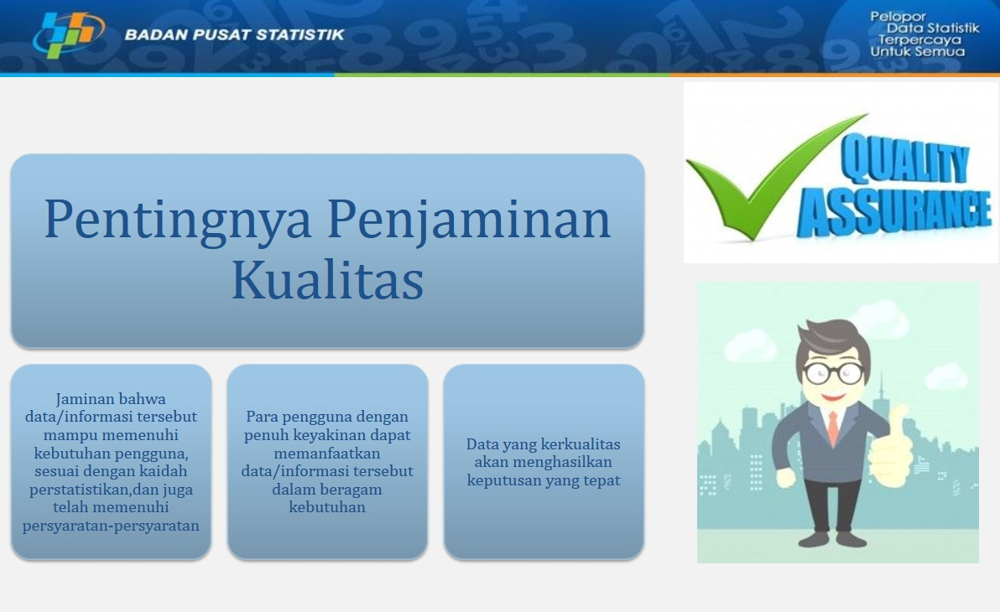 BADAN PUSAT STATISTIK
Pelopor
Data Statistik
Terpercaya
Untuk Semua
QUALITY
ASSURANCE
Pentingnya Penjaminan
Kualitas
Jaminan bahwa
data/informasi tersebut
mampu memenuhi
kebutuhan pengguna,
sesuai dengan kaidah
perstatistikan,dan juga
telah memenuhi
persyaratan-persyaratan
Para pengguna dengan
penuh keyakinan dapat
memanfaatkan
data/informasi tersebut
dalam beragam
kebutuhan
Data yang kerkualitas
akan menghasilkan
keputusan yang tepat